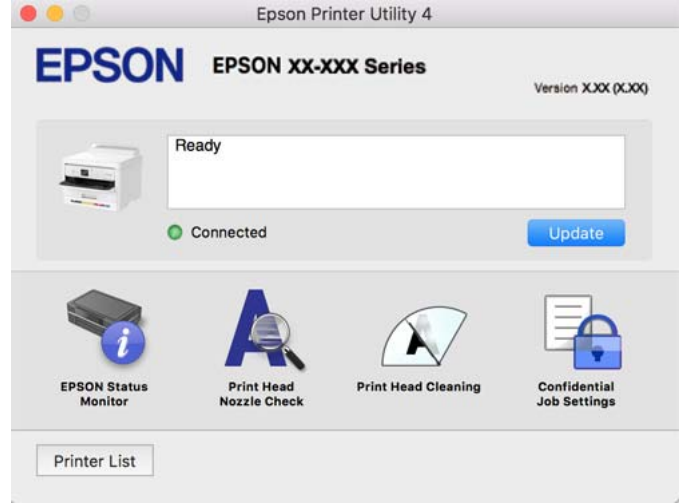 Epson Printer Utility 4
EPSON
EPSON XX-XXX Series
Version X.XX (X.XX)
Ready
Connected
Update
EPSON Status
Monitor
Print Head
Nozzle Check
Print Head Cleaning
Confidential
Job Settings
Printer List